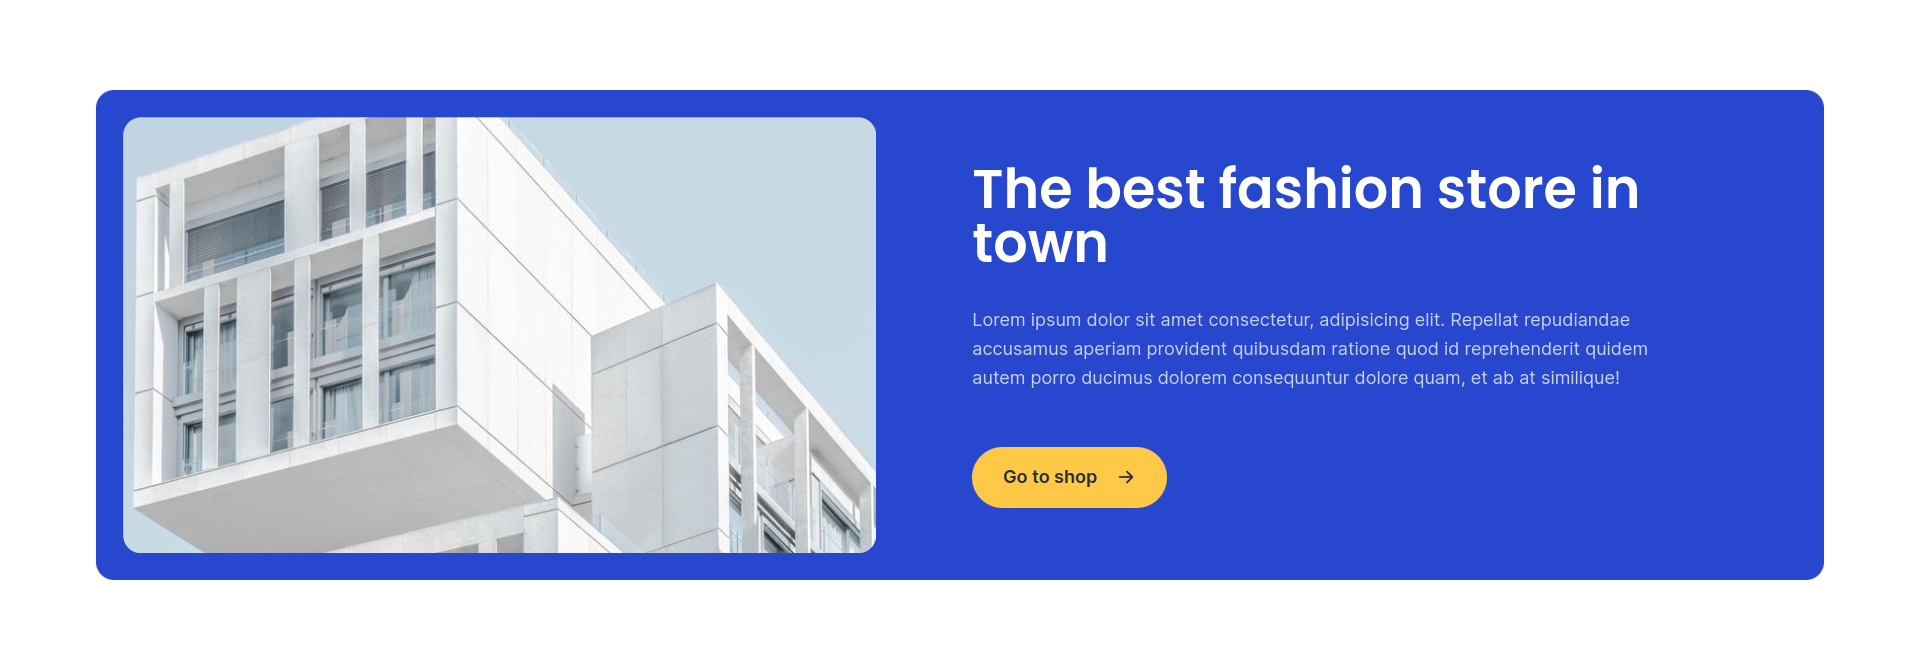 The best fashion store in
town
Lorem ipsum dolor sit amet consectetur, adipisicing elit. Repellat repudiandae
accusamus aperiam provident quibusdam ratione quod id reprehenderit quidem
autem porro ducimus dolorem consequuntur dolore quam, et ab at similique!
Go to shop →